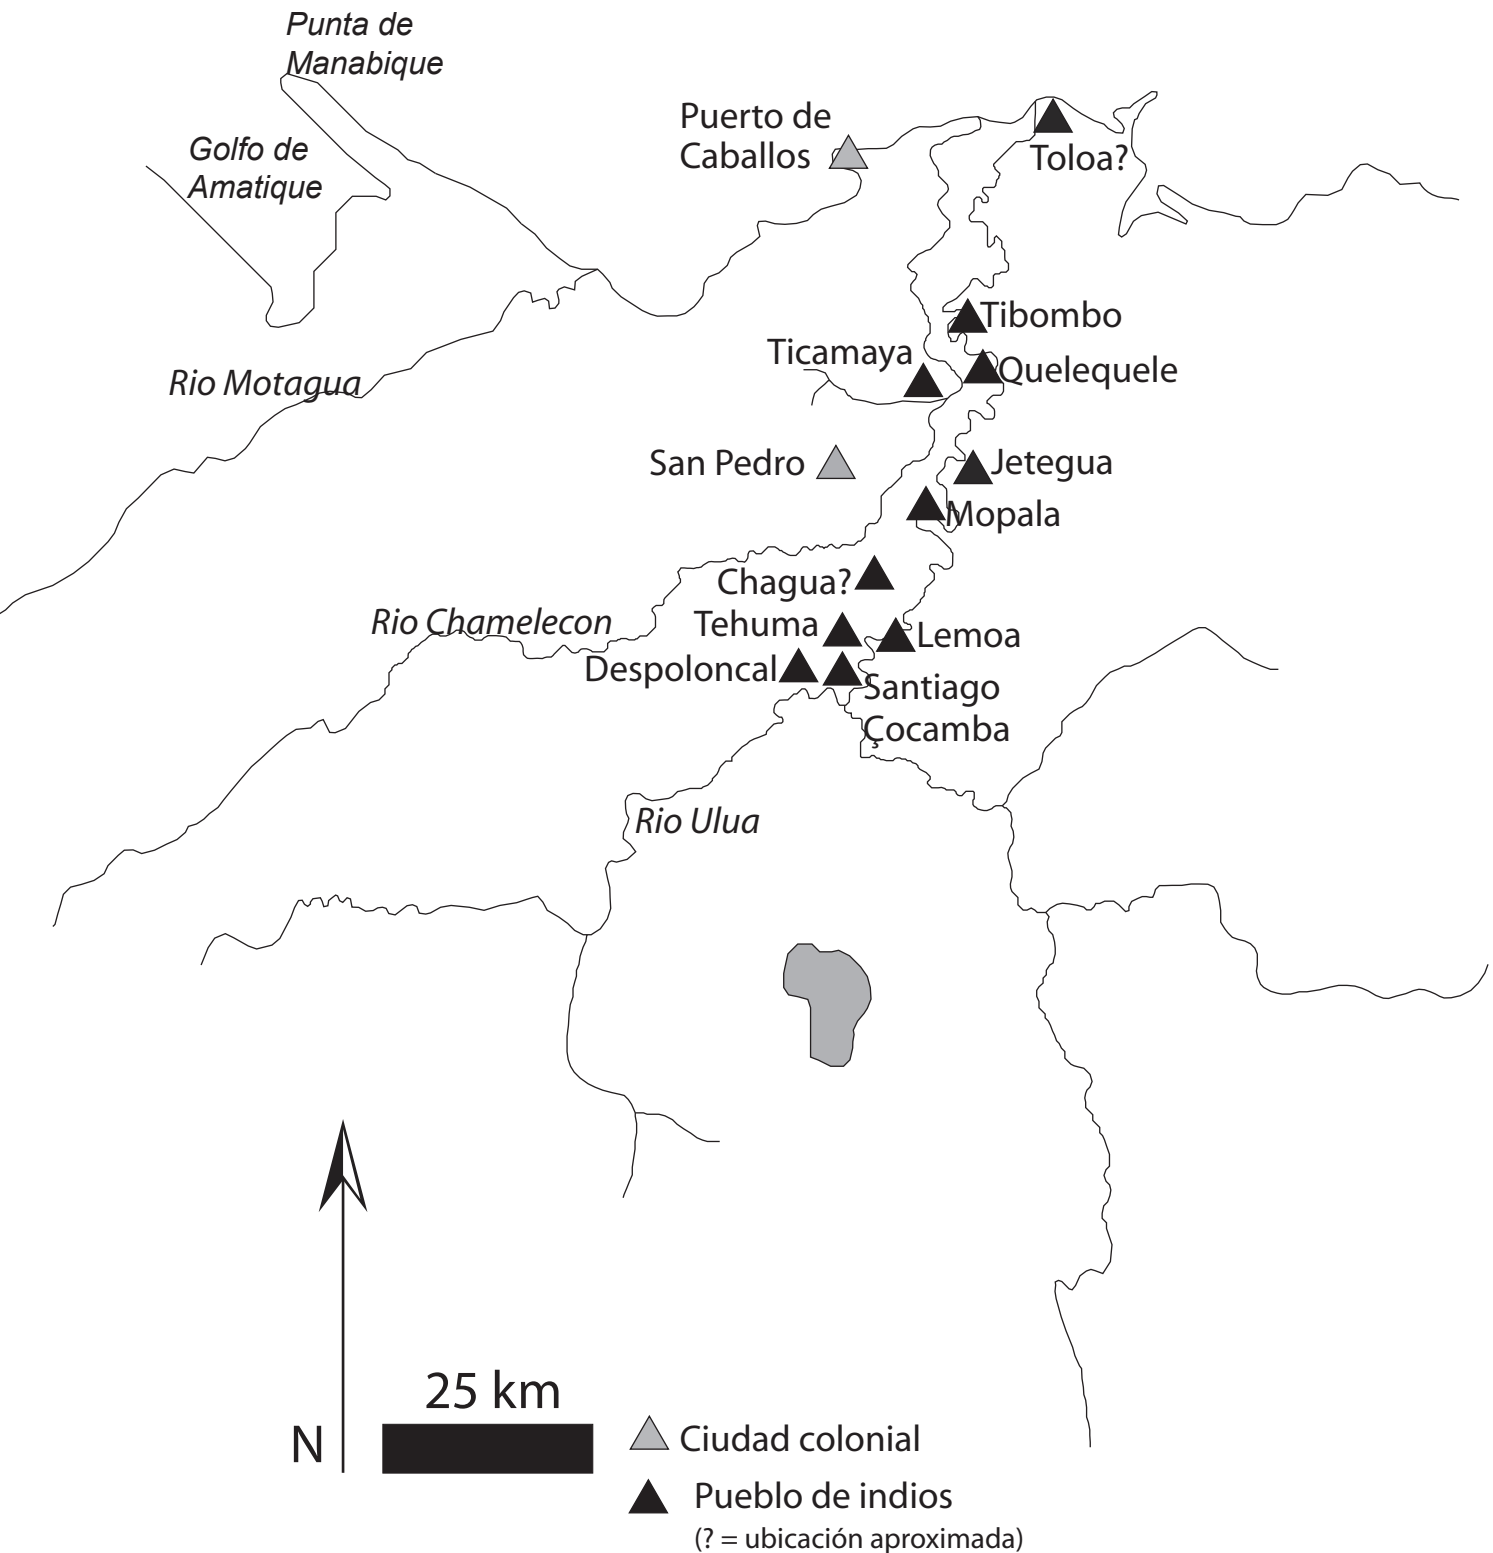 Punta de
Manabique
Golfo de
Amatique
Puerto de
Caballos
Toloa?
Tibombo
Ticamaya
Quelequele
Rio Motagua
San Pedro
Jetegua
Mopala
Chagua?
Rio Chamelecon
Tehuma
Lemoa
Despoloncal
Santiago
Çocamba
Rio Ulua
25 km
N
Ciudad colonial
Pueblo de indios
(? = ubicación aproximada)